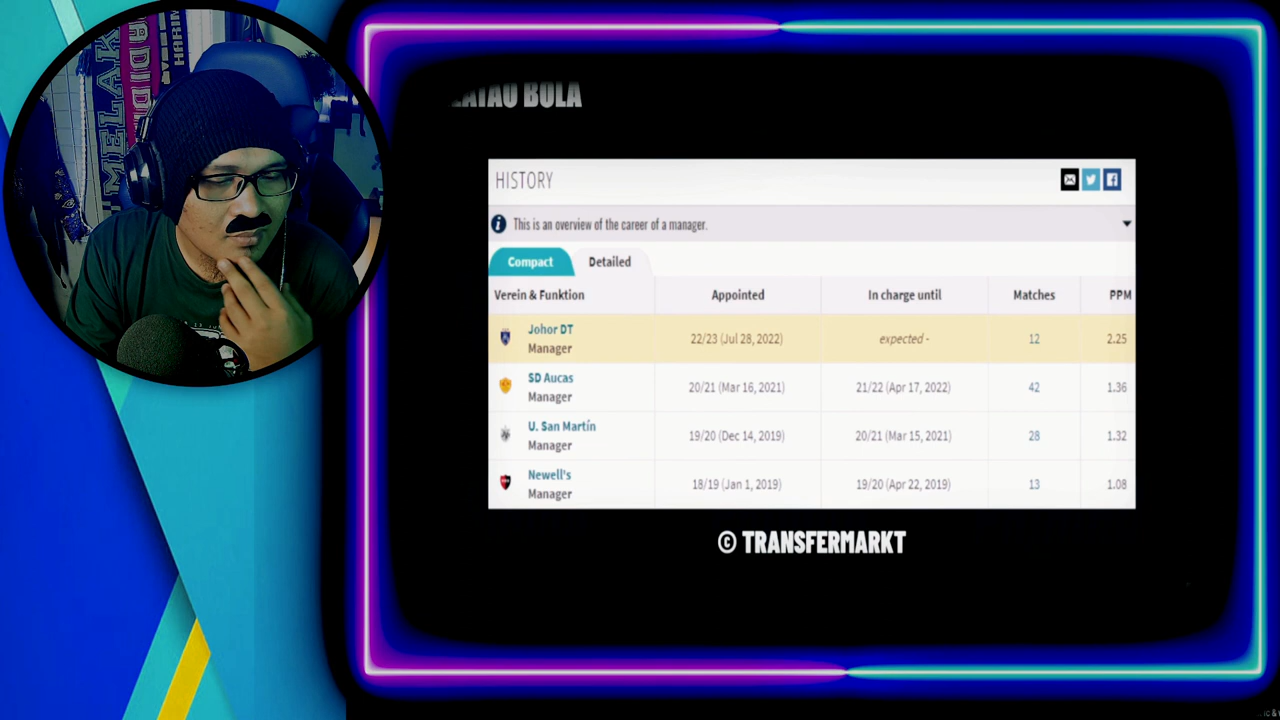 HARIM
MELAK
BOLA
HISTORY
This is an overview of the career of a manager.
Compact Detailed
Verein & Funktion Appointed In charge until Matches PPM
Johor DT
Manager 22/23 (Jul 28, 2022) expected - 12 2.25
SD Aucas
Manager 20/21 (Mar 16, 2021) 21/22 (Apr 17, 2022) 42 1.36
U. San Martín
Manager 19/20 (Dec 14, 2019) 20/21 (Mar 15, 2021) 28 1.32
Newell's
Manager 18/19 (Jan 1, 2019) 19/20 (Apr 22, 2019) 13 1.08
© TRANSFERMARKT